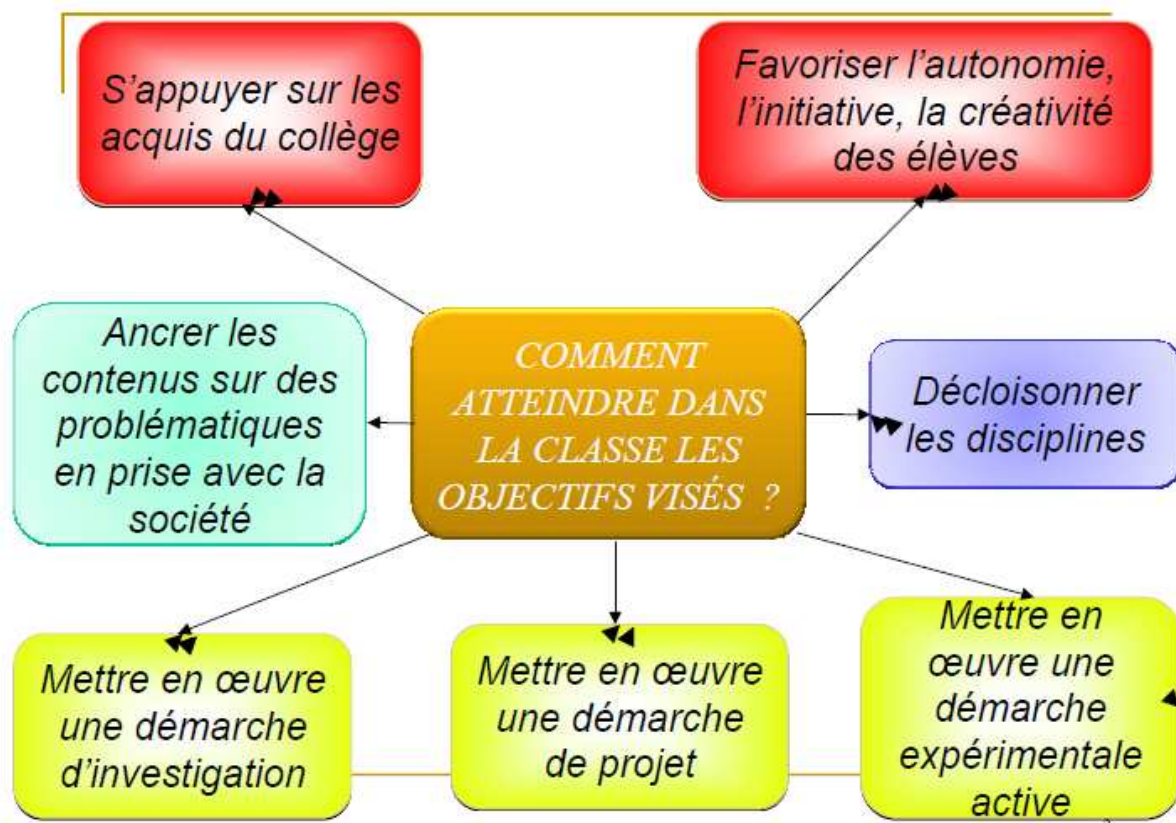 S’appuyer sur les
acquis du collège
Favoriser l’autonomie,
l’initiative, la créativité
des élèves
Ancrer les
contenus sur des
problématiques
en prise avec la
société
COMMENT
ATTEINDRE DANS
LA CLASSE LES
OBJECTIFS VISÉS ?
Décloisonner
les disciplines
Mettre en œuvre
une démarche
d’investigation
Mettre en œuvre
une démarche
de projet
Mettre en
œuvre une
démarche
expérimentale
active